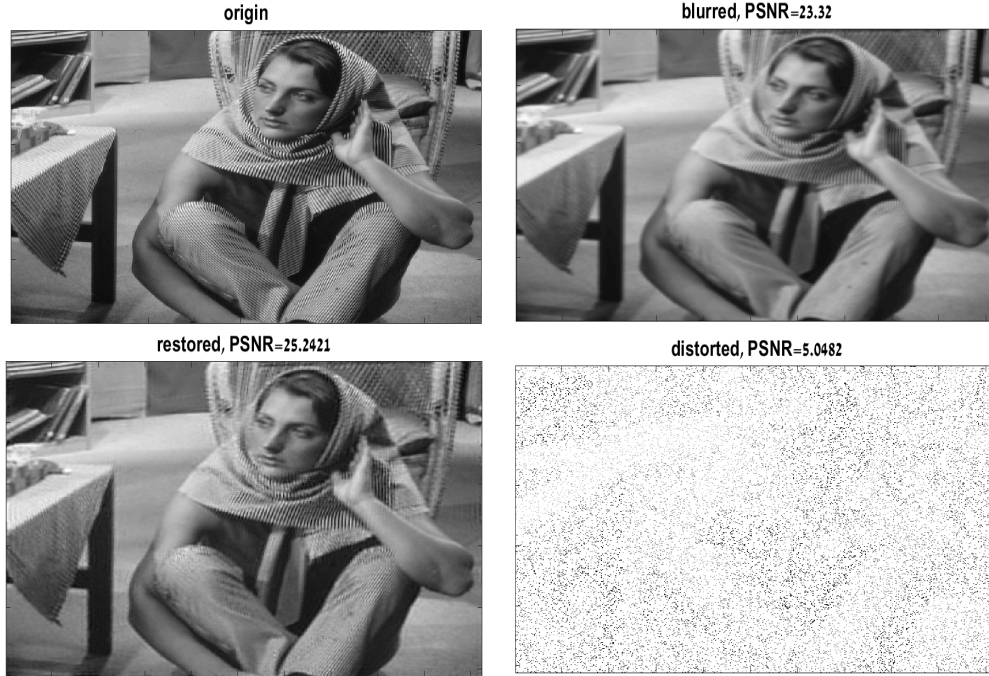 origin
blurred, PSNR=23.32
restored, PSNR=25.2421
distorted, PSNR=5.0482